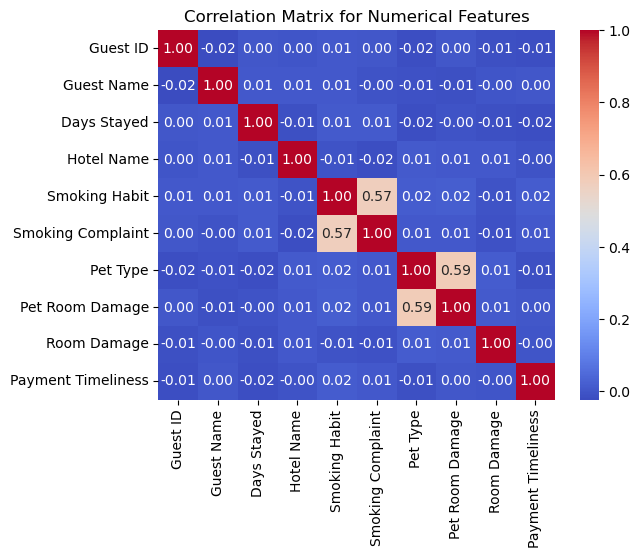 Correlation Matrix for Numerical Features
Guest ID 1.00 -0.02 0.00 0.00 0.01 0.00 -0.02 0.00 -0.01 -0.01
Guest Name -0.02 1.00 0.01 0.01 0.01 -0.00 -0.01 -0.01 -0.00 0.00
Days Stayed 0.00 0.01 1.00 -0.01 0.01 0.01 -0.02 -0.00 -0.01 -0.02
Hotel Name 0.00 0.01 -0.01 1.00 -0.01 -0.02 0.01 0.01 0.01 -0.00
Smoking Habit 0.01 0.01 0.01 -0.01 1.00 0.57 0.02 0.02 -0.01 0.02
Smoking Complaint 0.00 -0.00 0.01 -0.02 0.57 1.00 0.01 0.01 -0.01 0.01
Pet Type -0.02 -0.01 -0.02 0.01 0.02 0.01 1.00 0.59 0.01 -0.01
Pet Room Damage 0.00 -0.01 -0.00 0.01 0.02 0.01 0.59 1.00 0.01 0.00
Room Damage -0.01 -0.00 -0.01 0.01 -0.01 -0.01 0.01 0.01 1.00 -0.00
Payment Timeliness -0.01 0.00 -0.02 -0.00 0.02 0.01 -0.01 0.00 -0.00 1.00
Guest ID
Guest Name
Days Stayed
Hotel Name
Smoking Habit
Smoking Complaint
Pet Type
Pet Room Damage
Room Damage
Payment Timeliness
1.0
0.8
0.6
0.4
0.2
0.0